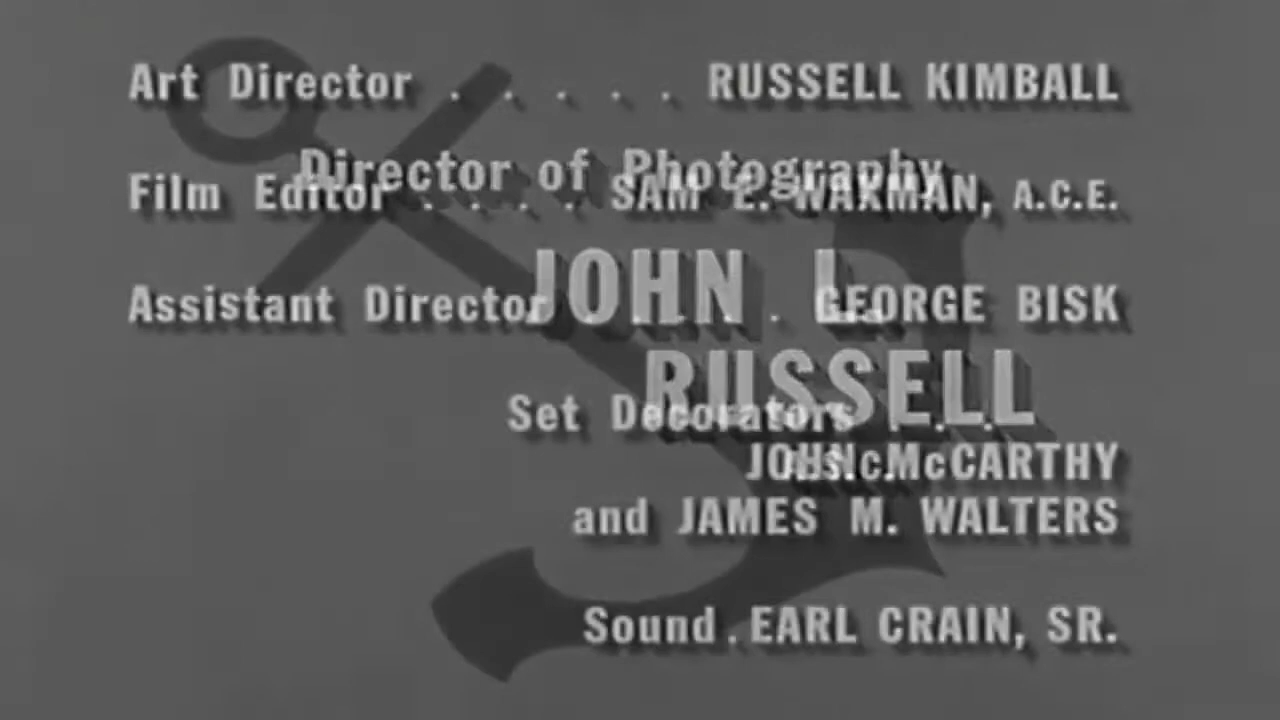 Art Director . . . . . RUSSELL KIMBALL
Director of Photography
Film Editor . . . . SAM E. WAXMAN, A.C.E.
JOHN L.
Assistant Director . . . . . GEORGE BISK
RUSSELL
Set Decorators . . .
JOHN McCARTHY
A.S.C.
and JAMES M. WALTERS
Sound . EARL CRAIN, SR.